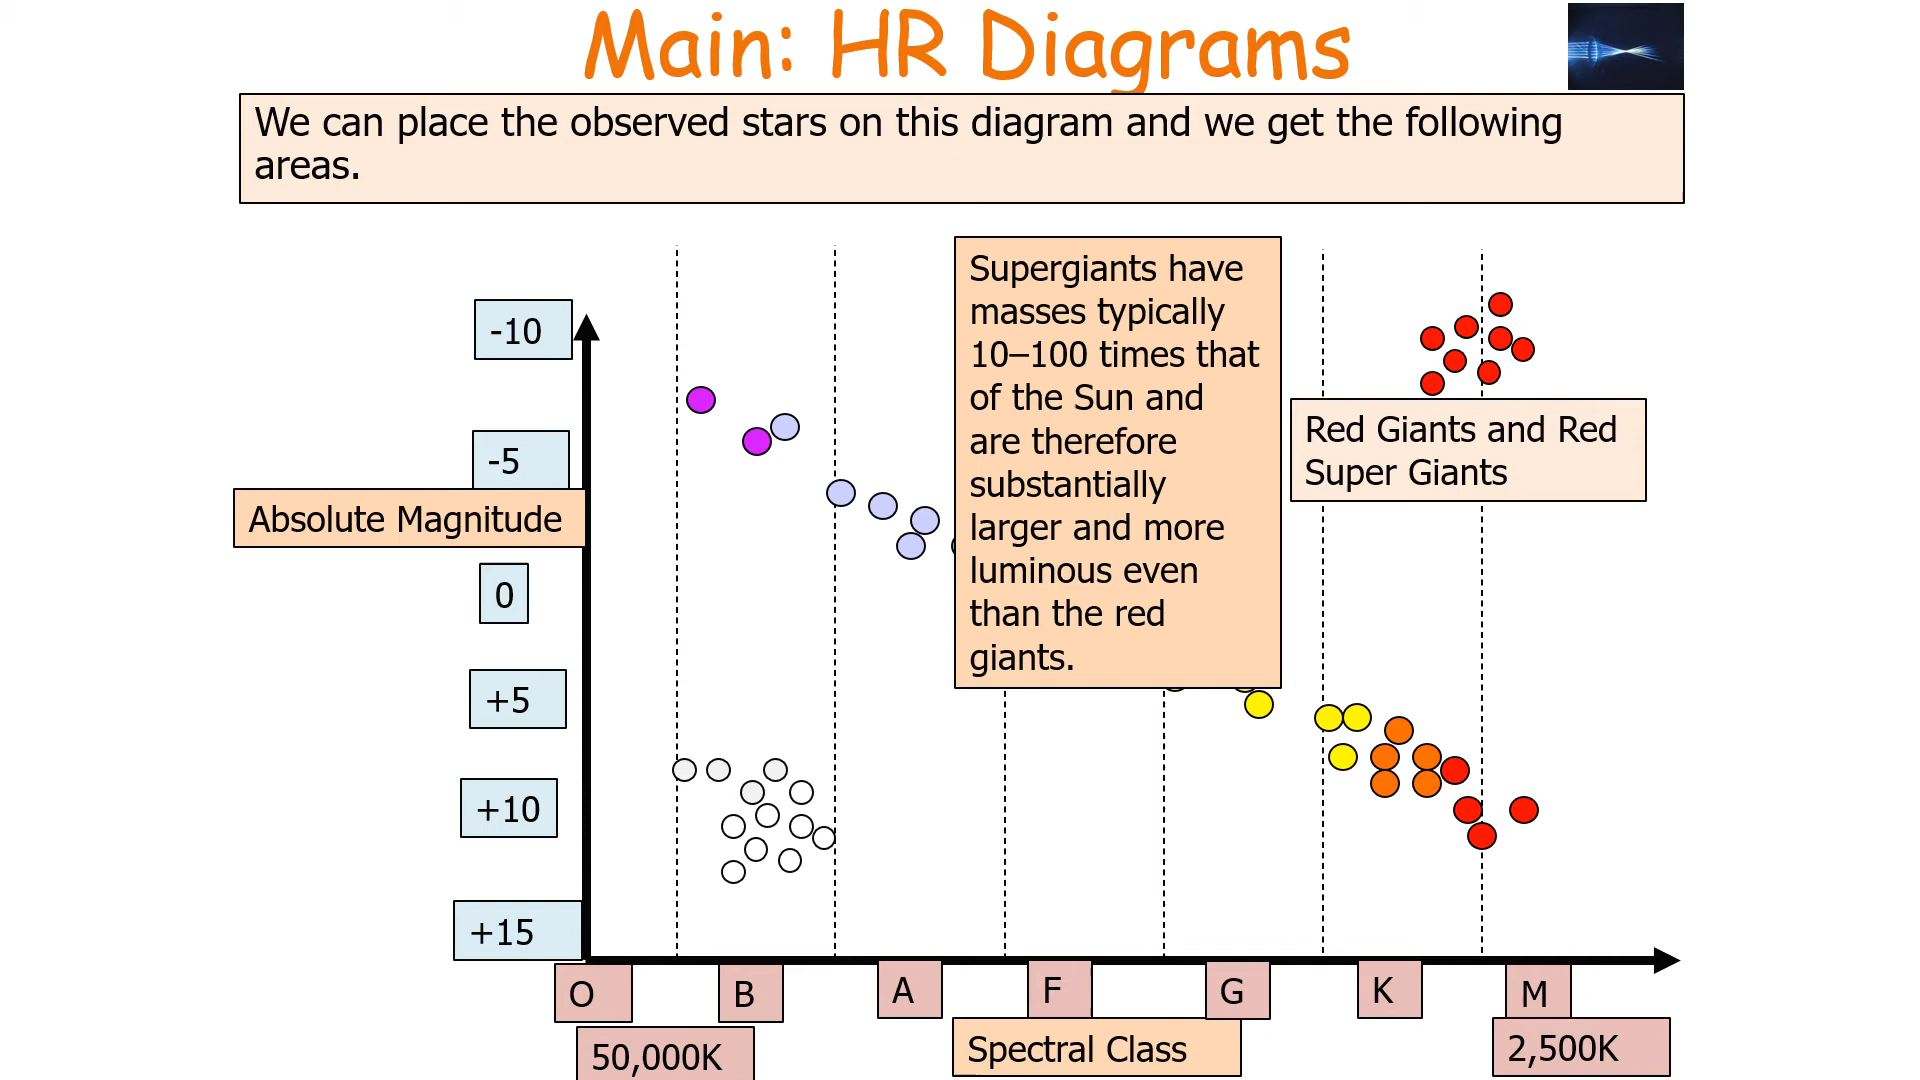 Main: HR Diagrams
We can place the observed stars on this diagram and we get the following
areas.
Supergiants have
masses typically
10–100 times that
of the Sun and
are therefore
substantially
larger and more
luminous even
than the red
giants.
Red Giants and Red
Super Giants
-10
-5
Absolute Magnitude
0
+5
+10
+15
O
B
A
F
G
K
M
50,000K
Spectral Class
2,500K